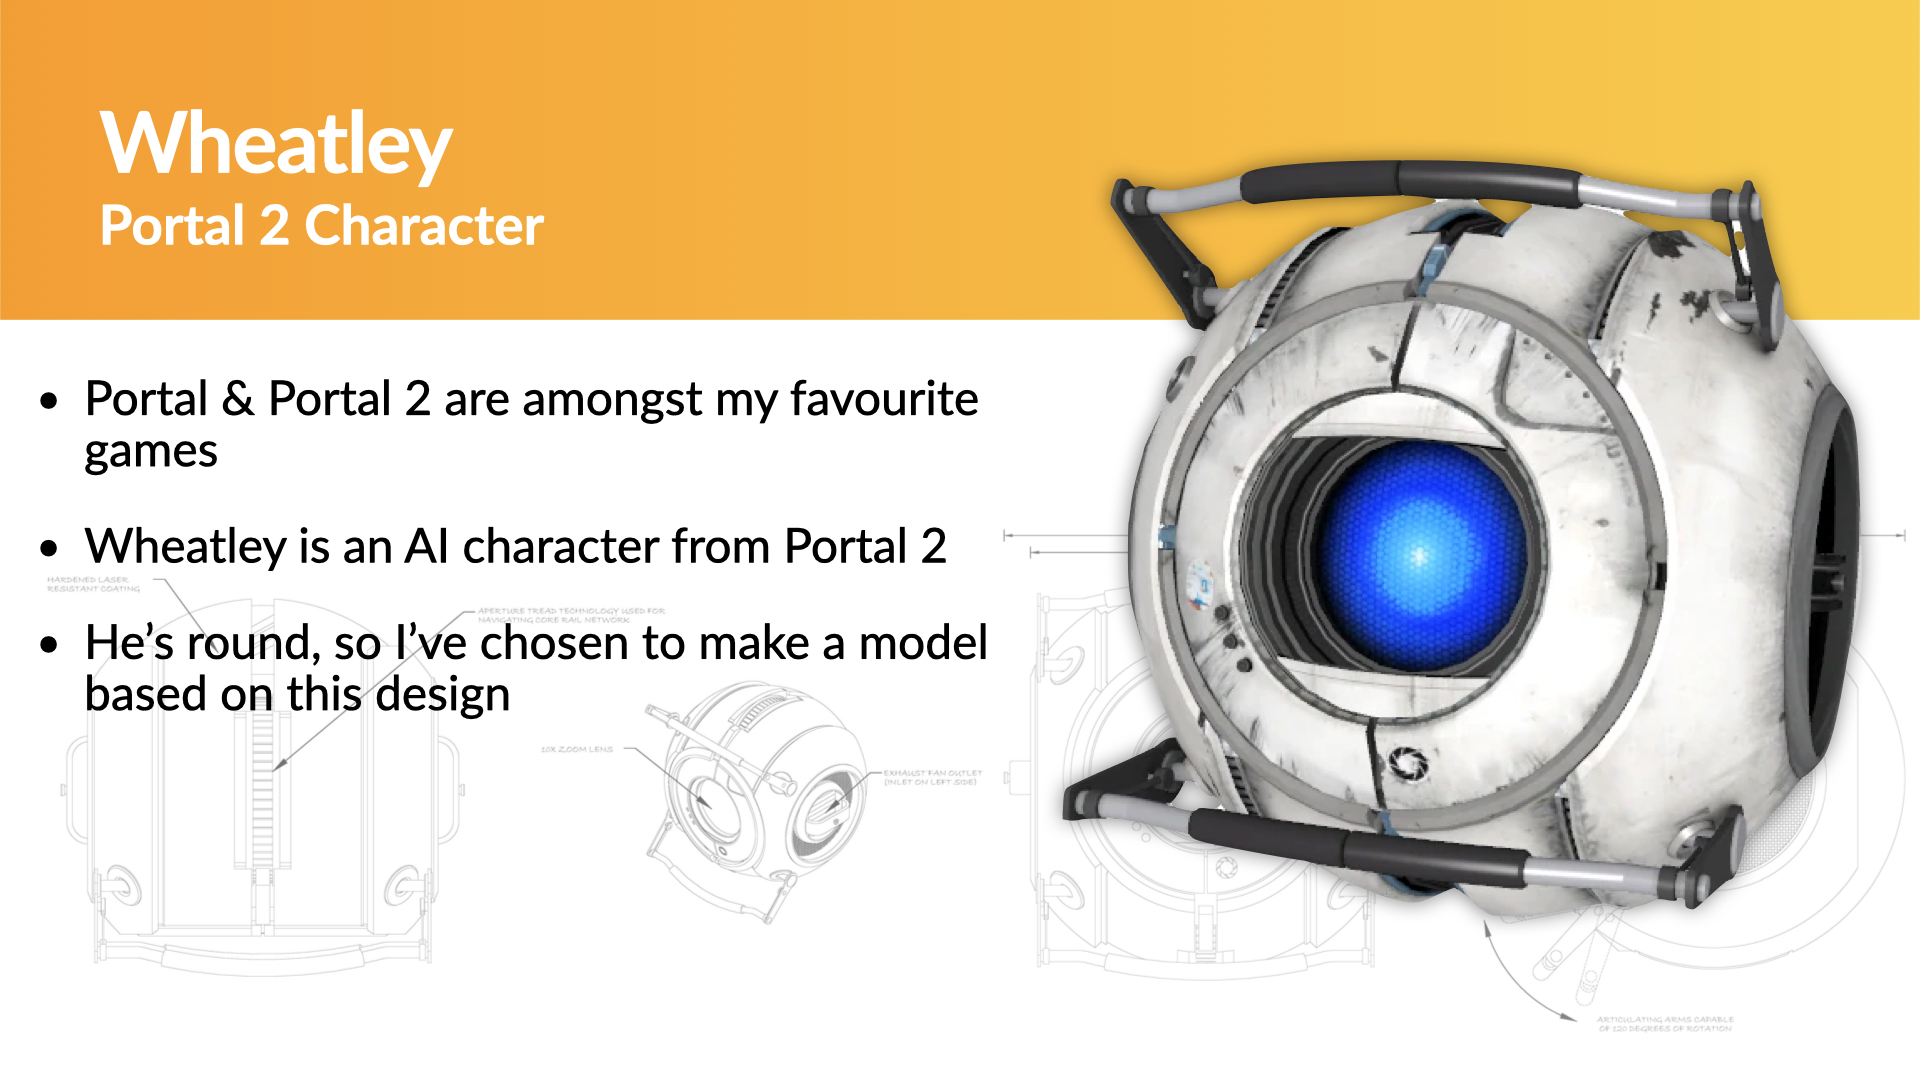 Wheatley
Portal 2 Character
• Portal & Portal 2 are amongst my favourite
games
• Wheatley is an AI character from Portal 2
HARDENED LASER
RESISTANT COATING
APERTURE TREAD TECHNOLOGY USED FOR
NAVIGATING CORE RAIL NETWORK
• He’s round, so I’ve chosen to make a model
based on this design
10X ZOOM LENS
EXHAUST FAN OUTLET
(INLET ON LEFT SIDE)
ARTICULATING ARMS CAPABLE
OF 120 DEGREES OF ROTATION